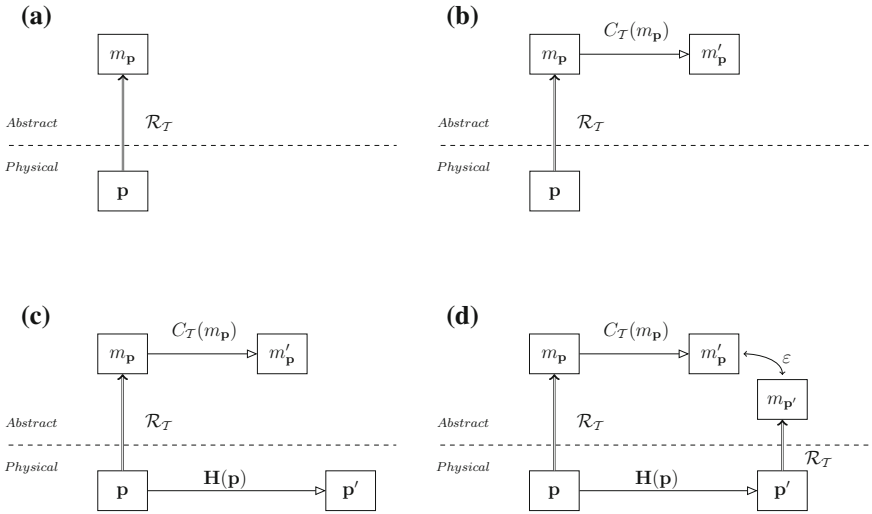 (a)
m_𝐩
Abstract
ℛ_𝒯
Physical
𝐩
(b)
m_𝐩 C_𝒯(m_𝐩) m′_𝐩
Abstract
ℛ_𝒯
Physical
𝐩
(c)
m_𝐩 C_𝒯(m_𝐩) m′_𝐩
Abstract
ℛ_𝒯
Physical
𝐩 𝐇(𝐩) 𝐩′
(d)
m_𝐩 C_𝒯(m_𝐩) m′_𝐩 ε
m_𝐩′
Abstract
ℛ_𝒯
Physical
ℛ_𝒯
𝐩 𝐇(𝐩) 𝐩′